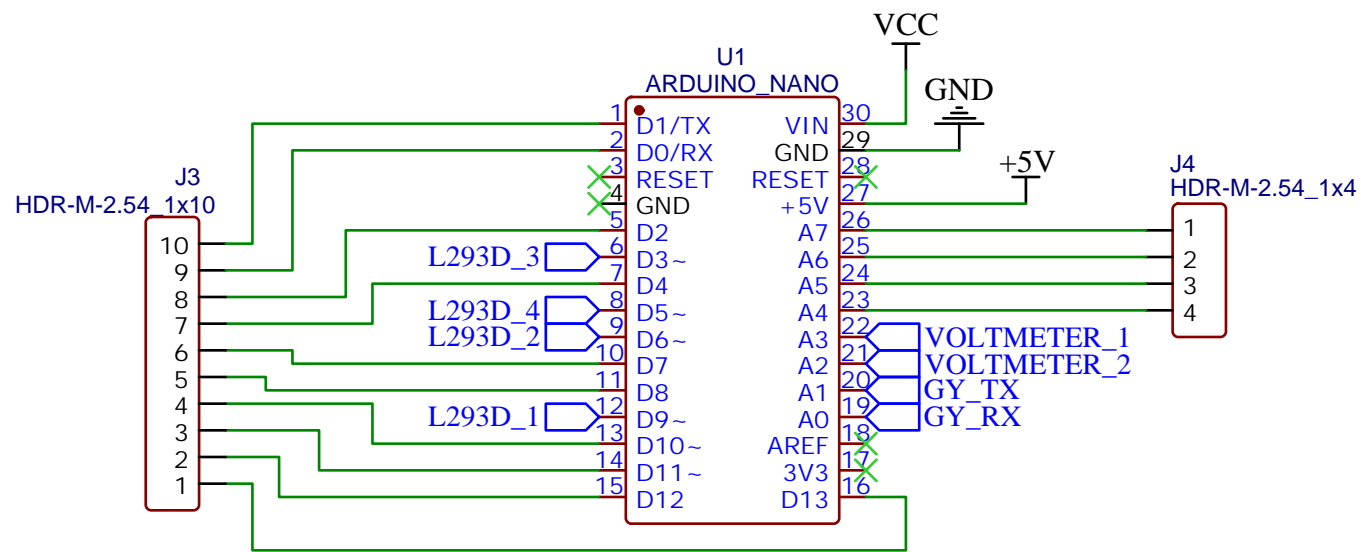 VCC
U1
ARDUINO_NANO
GND
+5V
J3
HDR-M-2.54_1x10
J4
HDR-M-2.54_1x4
10
9
8
7
6
5
4
3
2
1
L293D_3
L293D_4
L293D_2
L293D_1
1 D1/TX
2 D0/RX
3 RESET
4 GND
5 D2
6 D3~
7 D4
8 D5~
9 D6~
10 D7
11 D8
12 D9~
13 D10~
14 D11~
15 D12
VIN 30
GND 29
RESET 28
+5V 27
A7 26
A6 25
A5 24
A4 23
A3 22
A2 21
A1 20
A0 19
AREF 18
3V3 17
D13 16
VOLTMETER_1
VOLTMETER_2
GY_TX
GY_RX
1
2
3
4